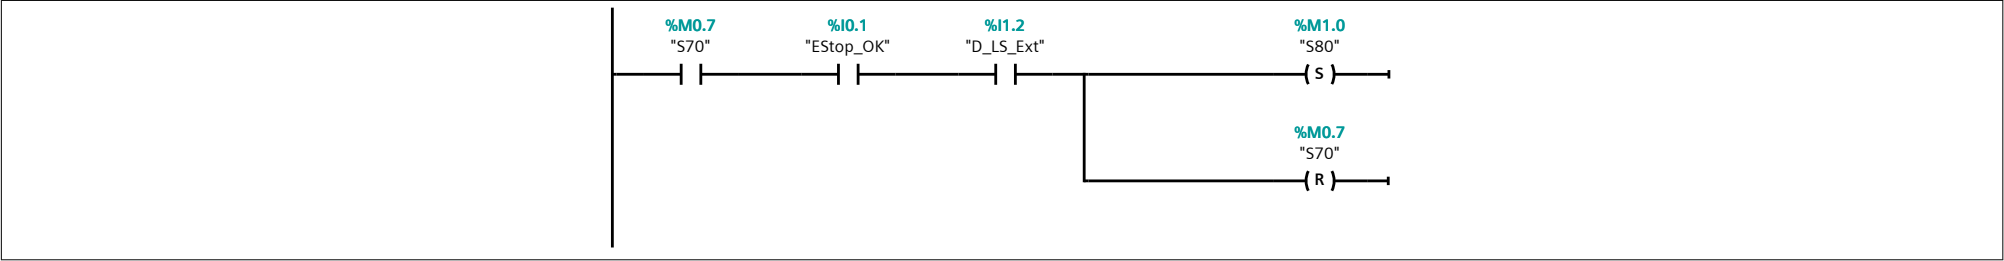 %M0.7 %I0.1 %I1.2 %M1.0
"S70" "EStop_OK" "D_LS_Ext" "S80"
S
%M0.7
"S70"
R